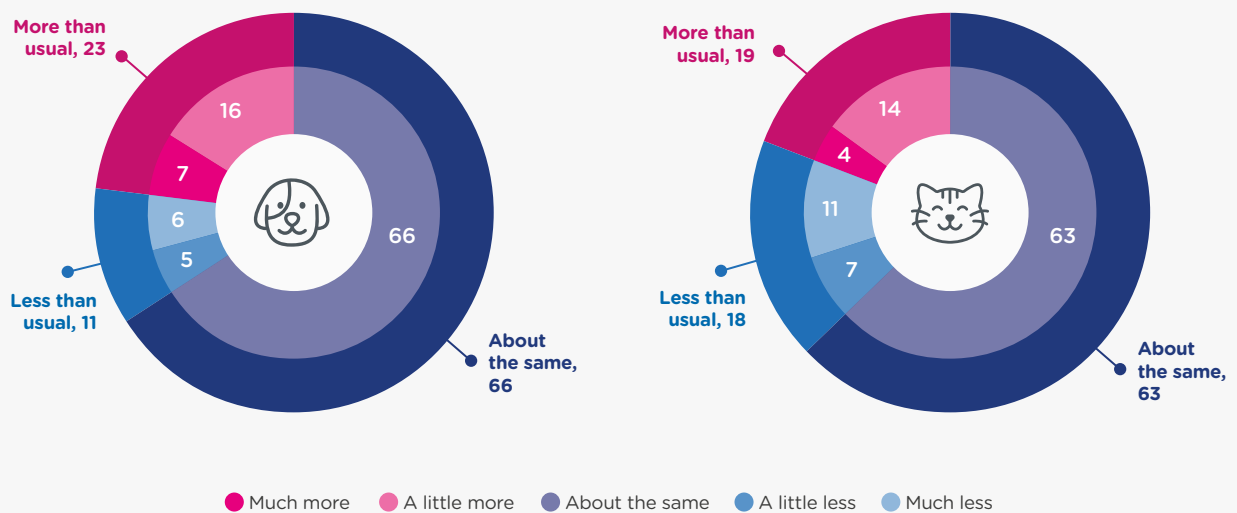 More than
usual, 23
16
7
6
5
66
Less than
usual, 11
About
the same,
66
More than
usual, 19
14
4
11
7
63
Less than
usual, 18
About
the same,
63
Much more
A little more
About the same
A little less
Much less